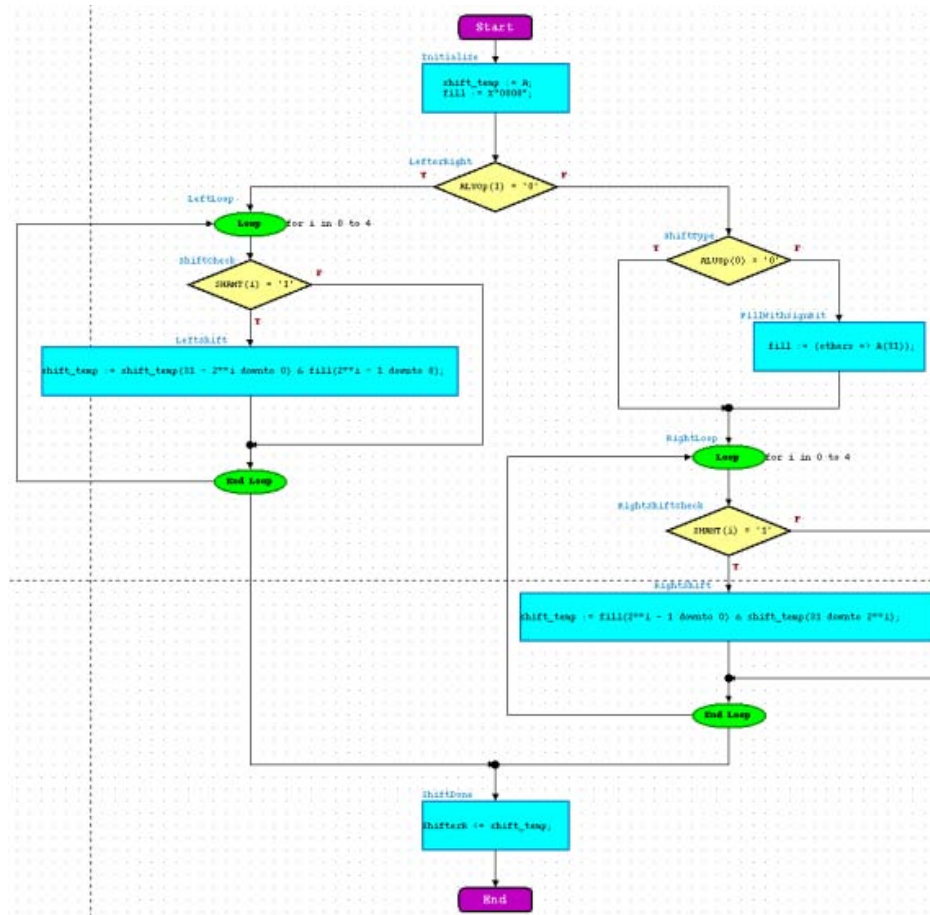 Start
Initialize
shift_temp := A;
fill := X"0000";
LeftorRight
T
F
ALUOp(1) = '0'
LeftLoop
Loop
for i in 0 to 4
ShiftCheck
F
SHAMT(i) = '1'
T
LeftShift
shift_temp := shift_temp(31 - 2**i downto 0) & fill(2**i - 1 downto 0);
End Loop
ShiftType
T
F
ALUOp(0) = '0'
FillWithSignBit
fill := (others => A(31));
RightLoop
Loop
for i in 0 to 4
RightShiftCheck
F
SHAMT(i) = '1'
T
RightShift
shift_temp := fill(2**i - 1 downto 0) & shift_temp(31 downto 2**i);
End Loop
ShiftDone
ShifterR <= shift_temp;
End